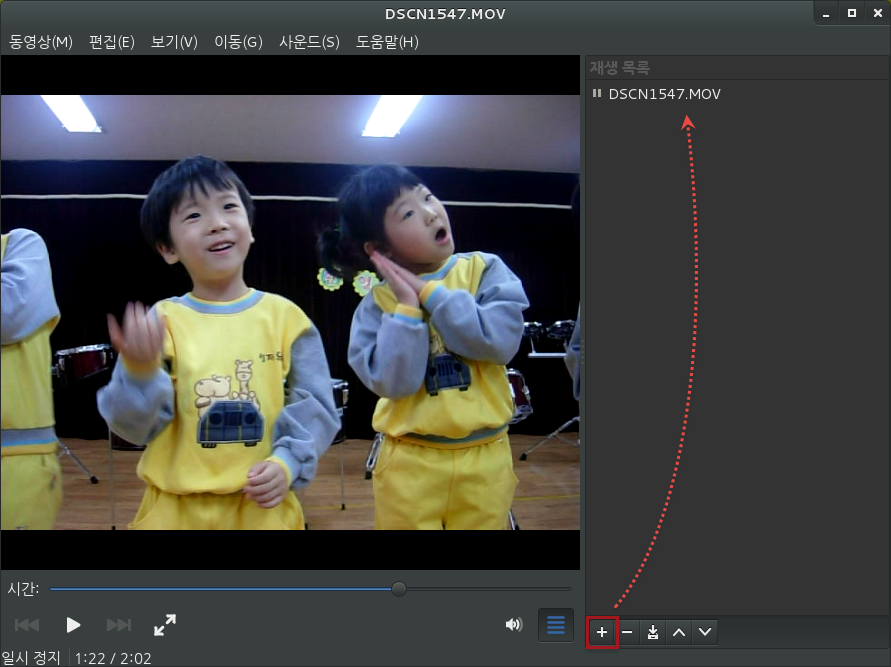 DSCN1547.MOV
동영상(M) 편집(E) 보기(V) 이동(G) 사운드(S) 도움말(H)
재생 목록
DSCN1547.MOV
시간:
일시 정지 1:22 / 2:02